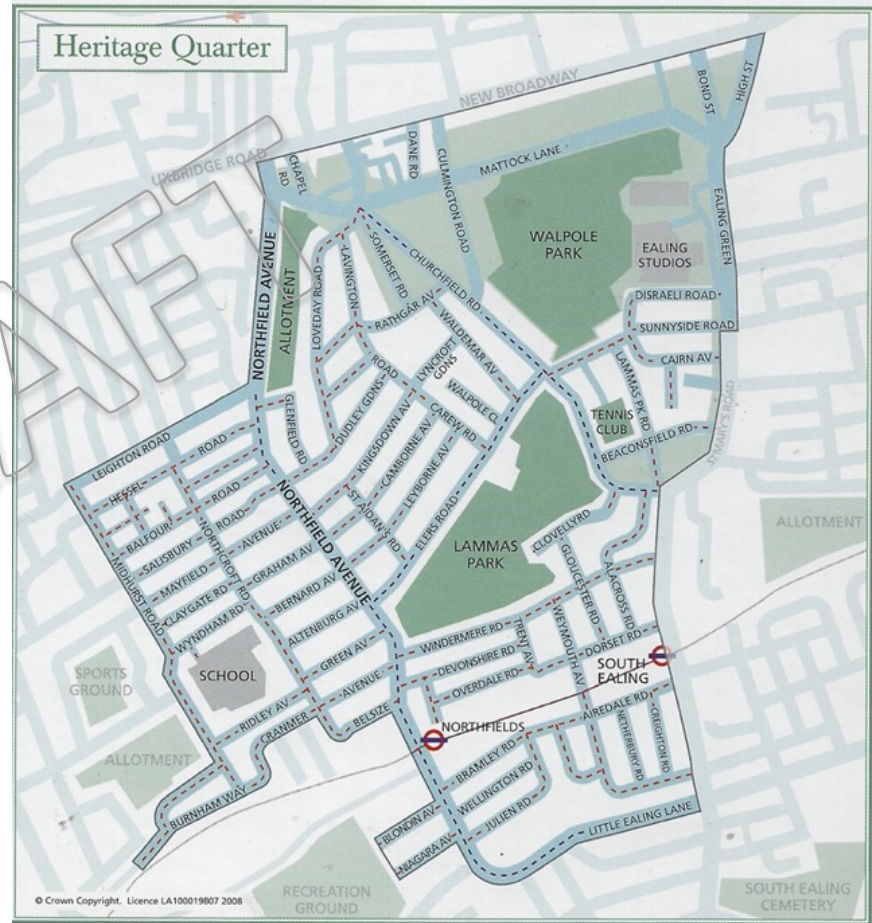 Heritage Quarter
NEW BROADWAY
BOND ST
HIGH ST
UXBRIDGE ROAD
CHAPEL
RD
DANE RD
CULMINGTON ROAD
MATTOCK LANE
EALING GREEN
NORTHFIELD AVENUE
ALLOTMENT
LOVEDAY ROAD
LAVINGTON
SOMERSET RD
CHURCHFIELD RD
WALPOLE
PARK
EALING
STUDIOS
RATHGAR AV
DISRAELI ROAD
SUNNYSIDE ROAD
CAIRN AV
WALDEMAR AV
LYNCROFT
GDNS
ROAD
WALPOLE CL
LAMMAS PK RD
TENNIS
CLUB
BEACONSFIELD RD
ST MARY'S ROAD
GLENFIELD RD
DUDLEY GDNS
KINGSDOWN AV
CAREW RD
CAMBORNE AV
LEYBORNE AV
ST AIDAN'S RD
ELERS ROAD
LEIGHTON ROAD
HESSEL
ROAD
BALFOUR
ROAD
SALISBURY
ROAD
MAYFIELD
AVENUE
CLAYGATE RD
WYNDHAM RD
NORTHCROFT RD
MIDHURST ROAD
NORTHFIELD AVENUE
GRAHAM AV
BERNARD AV
ALTENBURG AV
GREEN AV
LAMMAS
PARK
CLOVELLYRD
GLOUCESTER RD
ALACROSS RD
WEYMOUTH AV
ALLOTMENT
WINDERMERE RD
TRENT AV
DEVONSHIRE RD
OVERDALE RD
DORSET RD
SOUTH
EALING
SCHOOL
SPORTS
GROUND
ALLOTMENT
RIDLEY AV
CRANMER
AVENUE
BELSIZE
NORTHFIELDS
AIREDALE RD
NETHERBURY RD
CREIGHTON RD
BRAMLEY RD
WELLINGTON RD
JULIEN RD
BLONDIN AV
NIAGARA AV
LITTLE EALING LANE
BURNHAM WAY
RECREATION
GROUND
SOUTH EALING
CEMETERY
© Crown Copyright. Licence LA100019807 2008
AFT